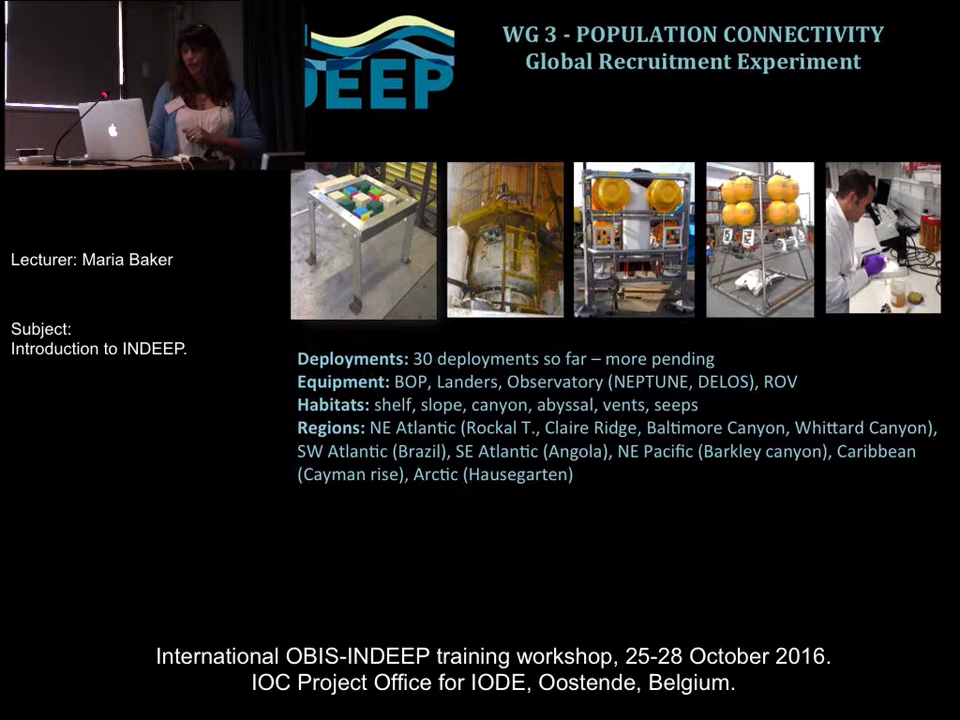 INDEEP
WG 3 - POPULATION CONNECTIVITY
Global Recruitment Experiment
Lecturer: Maria Baker
Subject:
Introduction to INDEEP.
Deployments: 30 deployments so far – more pending
Equipment: BOP, Landers, Observatory (NEPTUNE, DELOS), ROV
Habitats: shelf, slope, canyon, abyssal, vents, seeps
Regions: NE Atlantic (Rockal T., Claire Ridge, Baltimore Canyon, Whittard Canyon),
SW Atlantic (Brazil), SE Atlantic (Angola), NE Pacific (Barkley canyon), Caribbean
(Cayman rise), Arctic (Hausegarten)
International OBIS-INDEEP training workshop, 25-28 October 2016.
IOC Project Office for IODE, Oostende, Belgium.